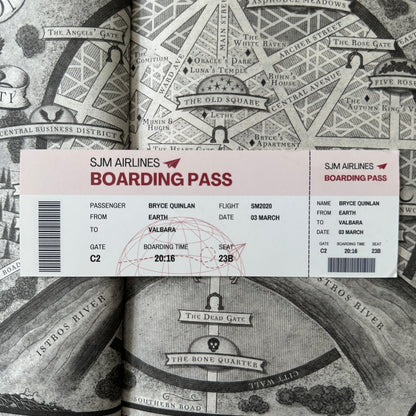 THE ANGELS' GATE
ASPHODEL MEADOWS
MAIN STREET
THE WHITE RAVEN
ORACLE'S PARK
ARCHER STREET
THE ROSE GATE
LUNA'S TEMPLE
RUHN'S HOUSE
COMITIUM
WARD AVE
CENTRAL AVENUE
FIVE ROSES
THE OLD SQUARE
LETHE
THE AUTUMN KING
MUNIN & HUGIN
BRYCE'S APARTMENT
CENTRAL BUSINESS DISTRICT
SJM AIRLINES
BOARDING PASS
PASSENGER BRYCE QUINLAN FLIGHT SM2020
FROM EARTH DATE 03 MARCH
TO VALBARA
GATE BOARDING TIME SEAT
C2 20:16 23B
SJM AIRLINES
BOARDING PASS
NAME BRYCE QUINLAN
FROM EARTH
TO VALBARA
DATE 03 MARCH
GATE BOARDING TIME SEAT
C2 20:16 23B
ISTROS RIVER
THE DEAD GATE
ISTROS RIVER
THE BONE QUARTER
CITY WALL
SOUTHERN ROAD